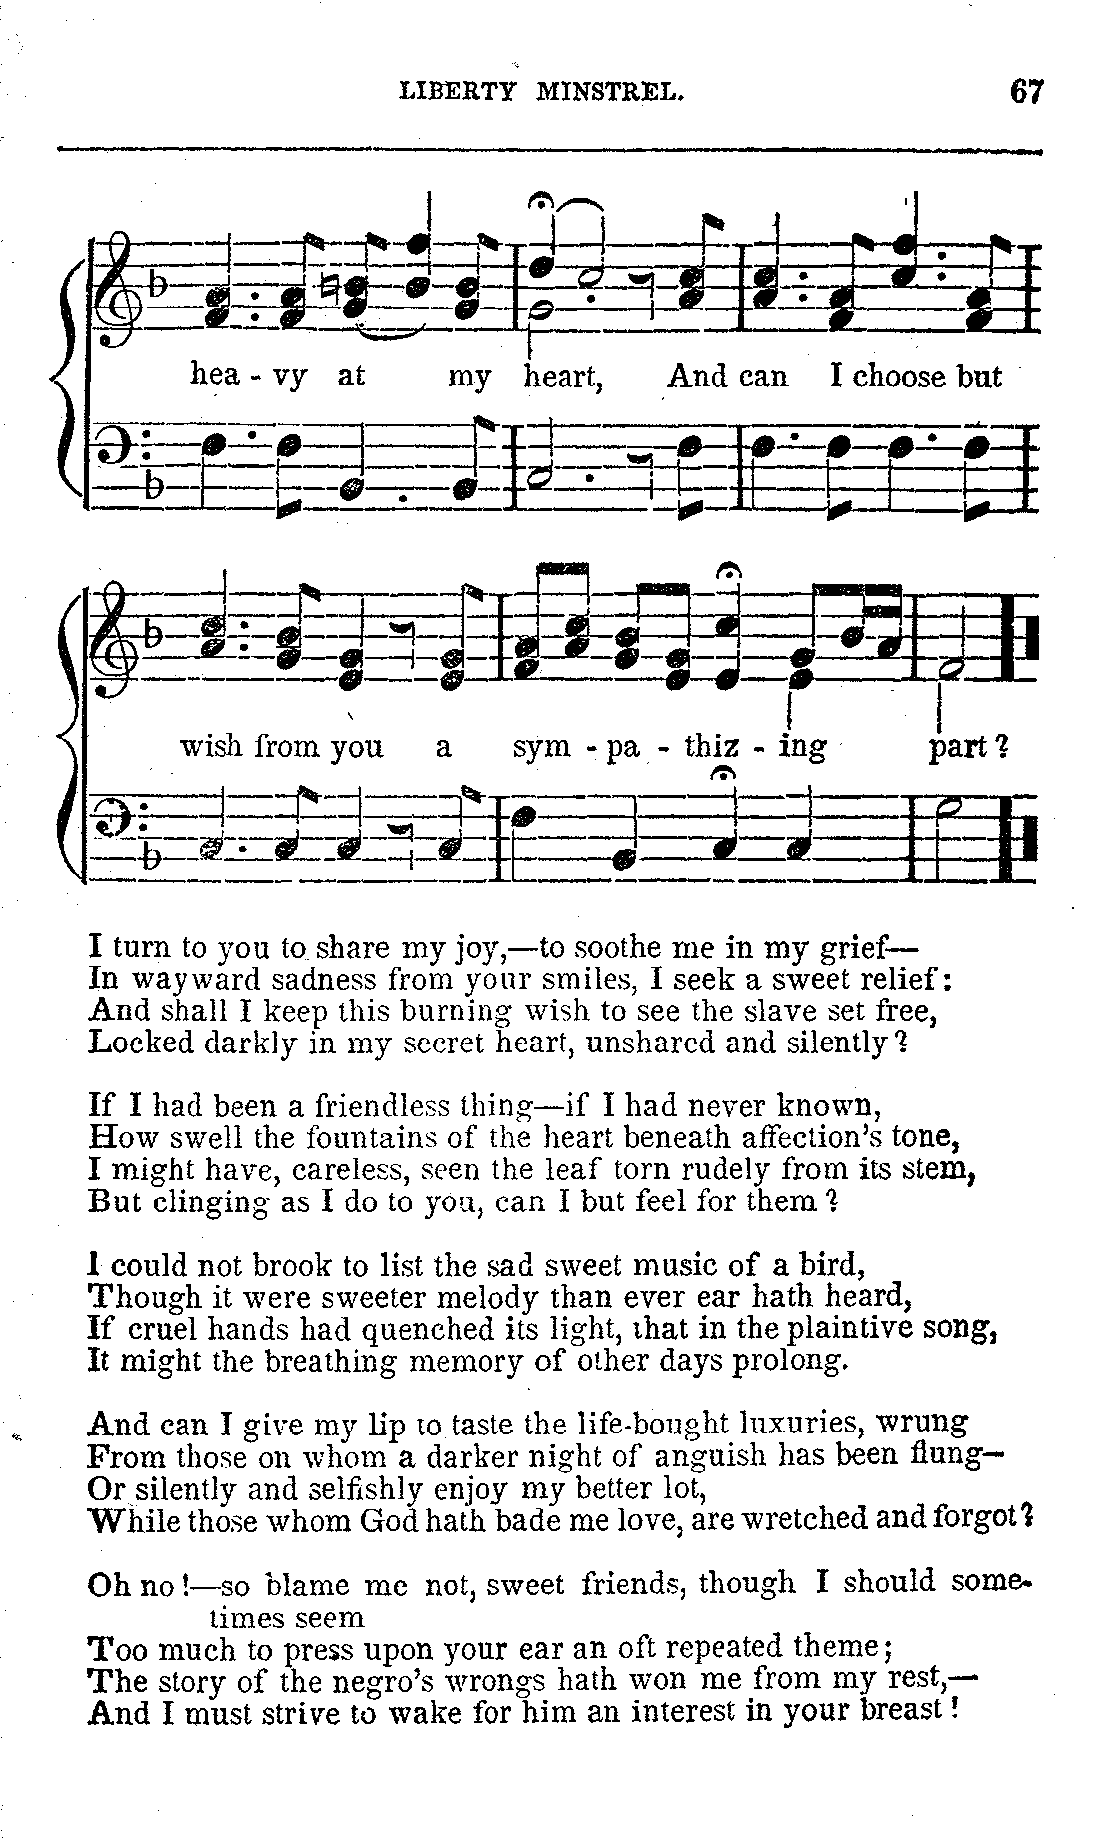 LIBERTY MINSTREL. 67
hea - vy at my heart, And can I choose but
wish from you a sym - pa - thiz - ing part?
I turn to you to share my joy,—to soothe me in my grief—
In wayward sadness from your smiles, I seek a sweet relief:
And shall I keep this burning wish to see the slave set free,
Locked darkly in my secret heart, unshared and silently?
If I had been a friendless thing—if I had never known,
How swell the fountains of the heart beneath affection's tone,
I might have, careless, seen the leaf torn rudely from its stem,
But clinging as I do to you, can I but feel for them?
I could not brook to list the sad sweet music of a bird,
Though it were sweeter melody than ever ear hath heard,
If cruel hands had quenched its light, that in the plaintive song,
It might the breathing memory of other days prolong.
And can I give my lip to taste the life-bought luxuries, wrung
From those on whom a darker night of anguish has been flung—
Or silently and selfishly enjoy my better lot,
While those whom God hath bade me love, are wretched and forgot?
Oh no!—so blame me not, sweet friends, though I should some-
times seem
Too much to press upon your ear an oft repeated theme;
The story of the negro's wrongs hath won me from my rest,—
And I must strive to wake for him an interest in your breast!